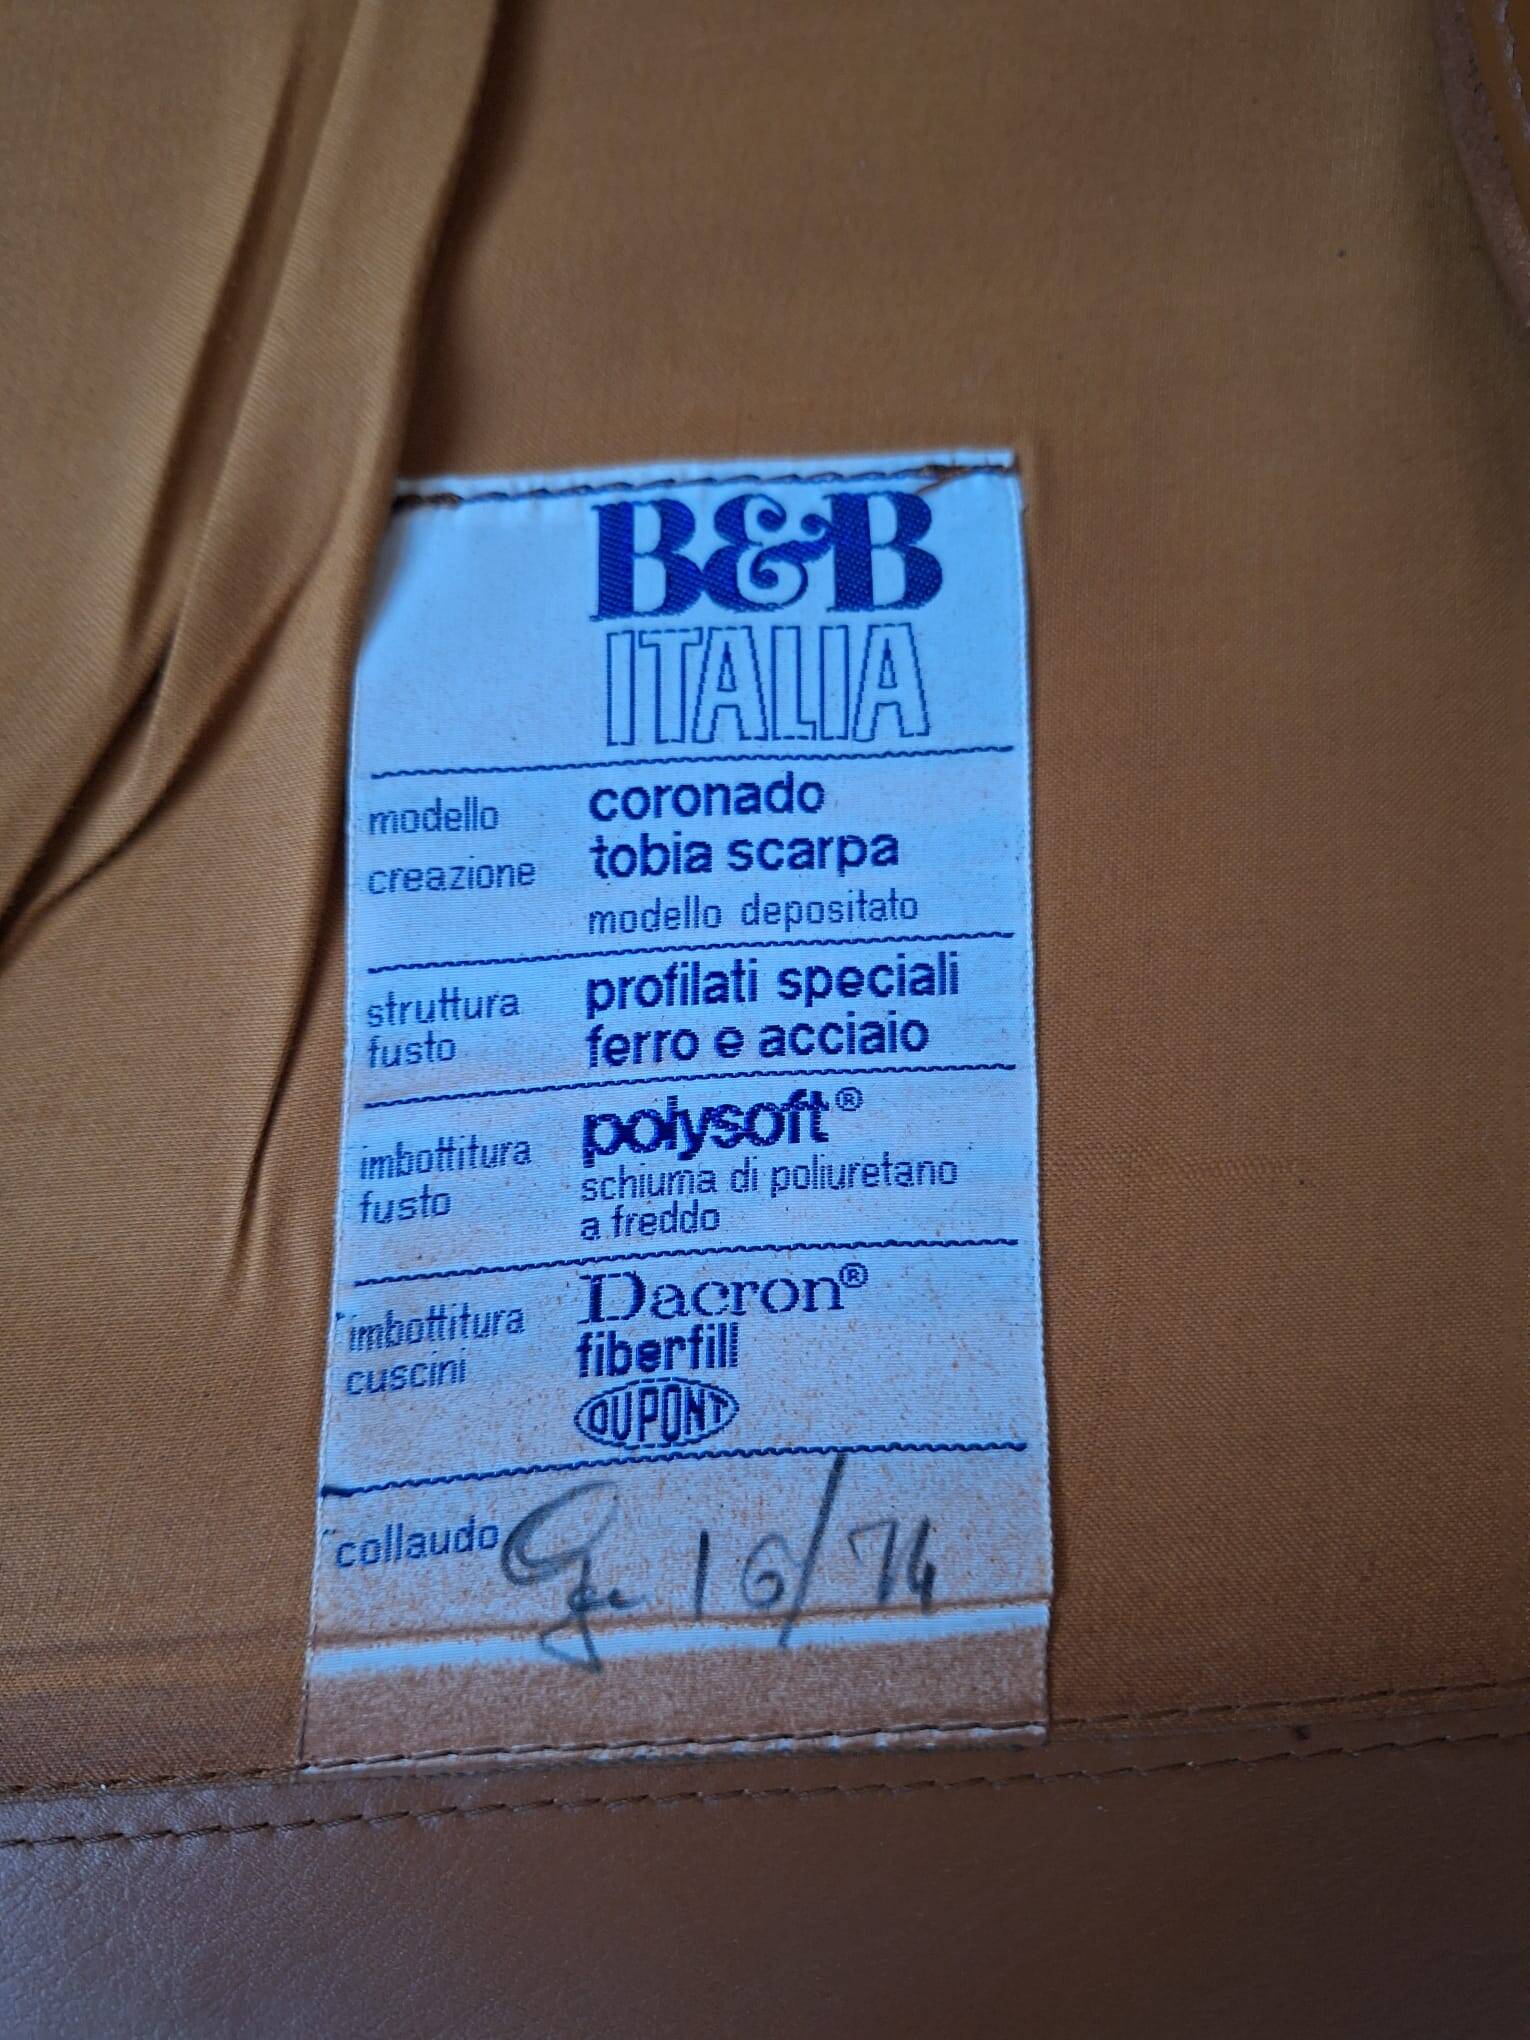 B&B
ITALIA
modello coronado
creazione tobia scarpa
modello depositato
struttura profilati speciali
fusto ferro e acciaio
imbottitura polysoft®
fusto schiuma di poliuretano
a freddo
imbottitura Dacron®
cuscini fiberfill
DUPONT
collaudo 16/74